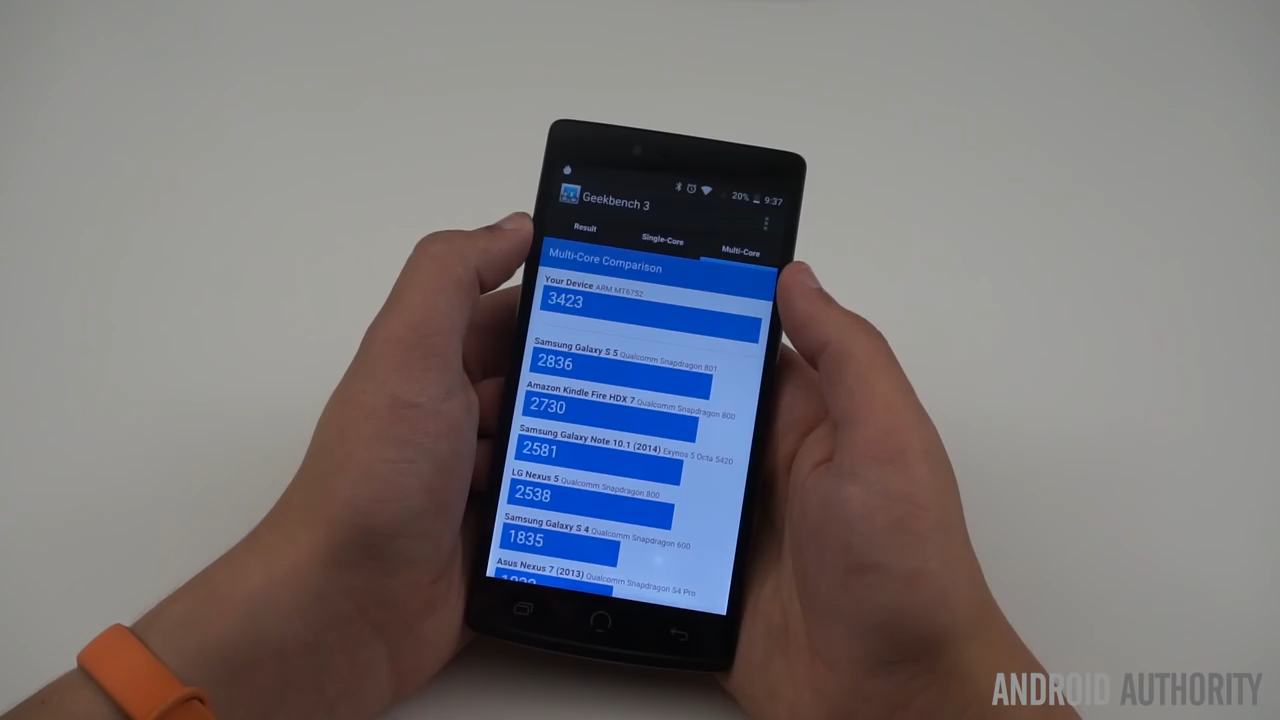 20% 9:37
Geekbench 3
Result Single-Core Multi-Core
Multi-Core Comparison
Your Device ARM MT6752
3423
Samsung Galaxy S 5 Qualcomm Snapdragon 801
2836
Amazon Kindle Fire HDX 7 Qualcomm Snapdragon 800
2730
Samsung Galaxy Note 10.1 (2014) Exynos 5 Octa 5420
2581
LG Nexus 5 Qualcomm Snapdragon 800
2538
Samsung Galaxy S 4 Qualcomm Snapdragon 600
1835
Asus Nexus 7 (2013) Qualcomm Snapdragon S4 Pro
ANDROID AUTHORITY